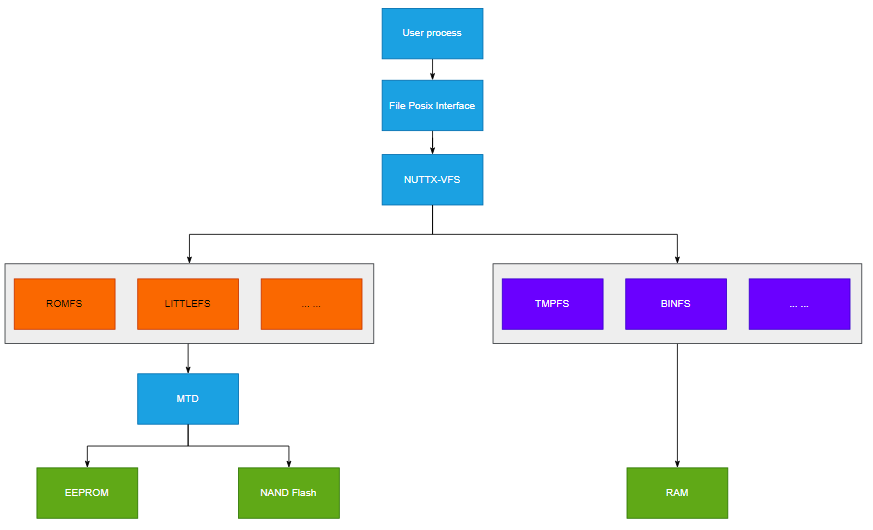 User process
File Posix Interface
NUTTX-VFS
ROMFS
LITTLEFS
... ...
TMPFS
BINFS
... ...
MTD
EEPROM
NAND Flash
RAM